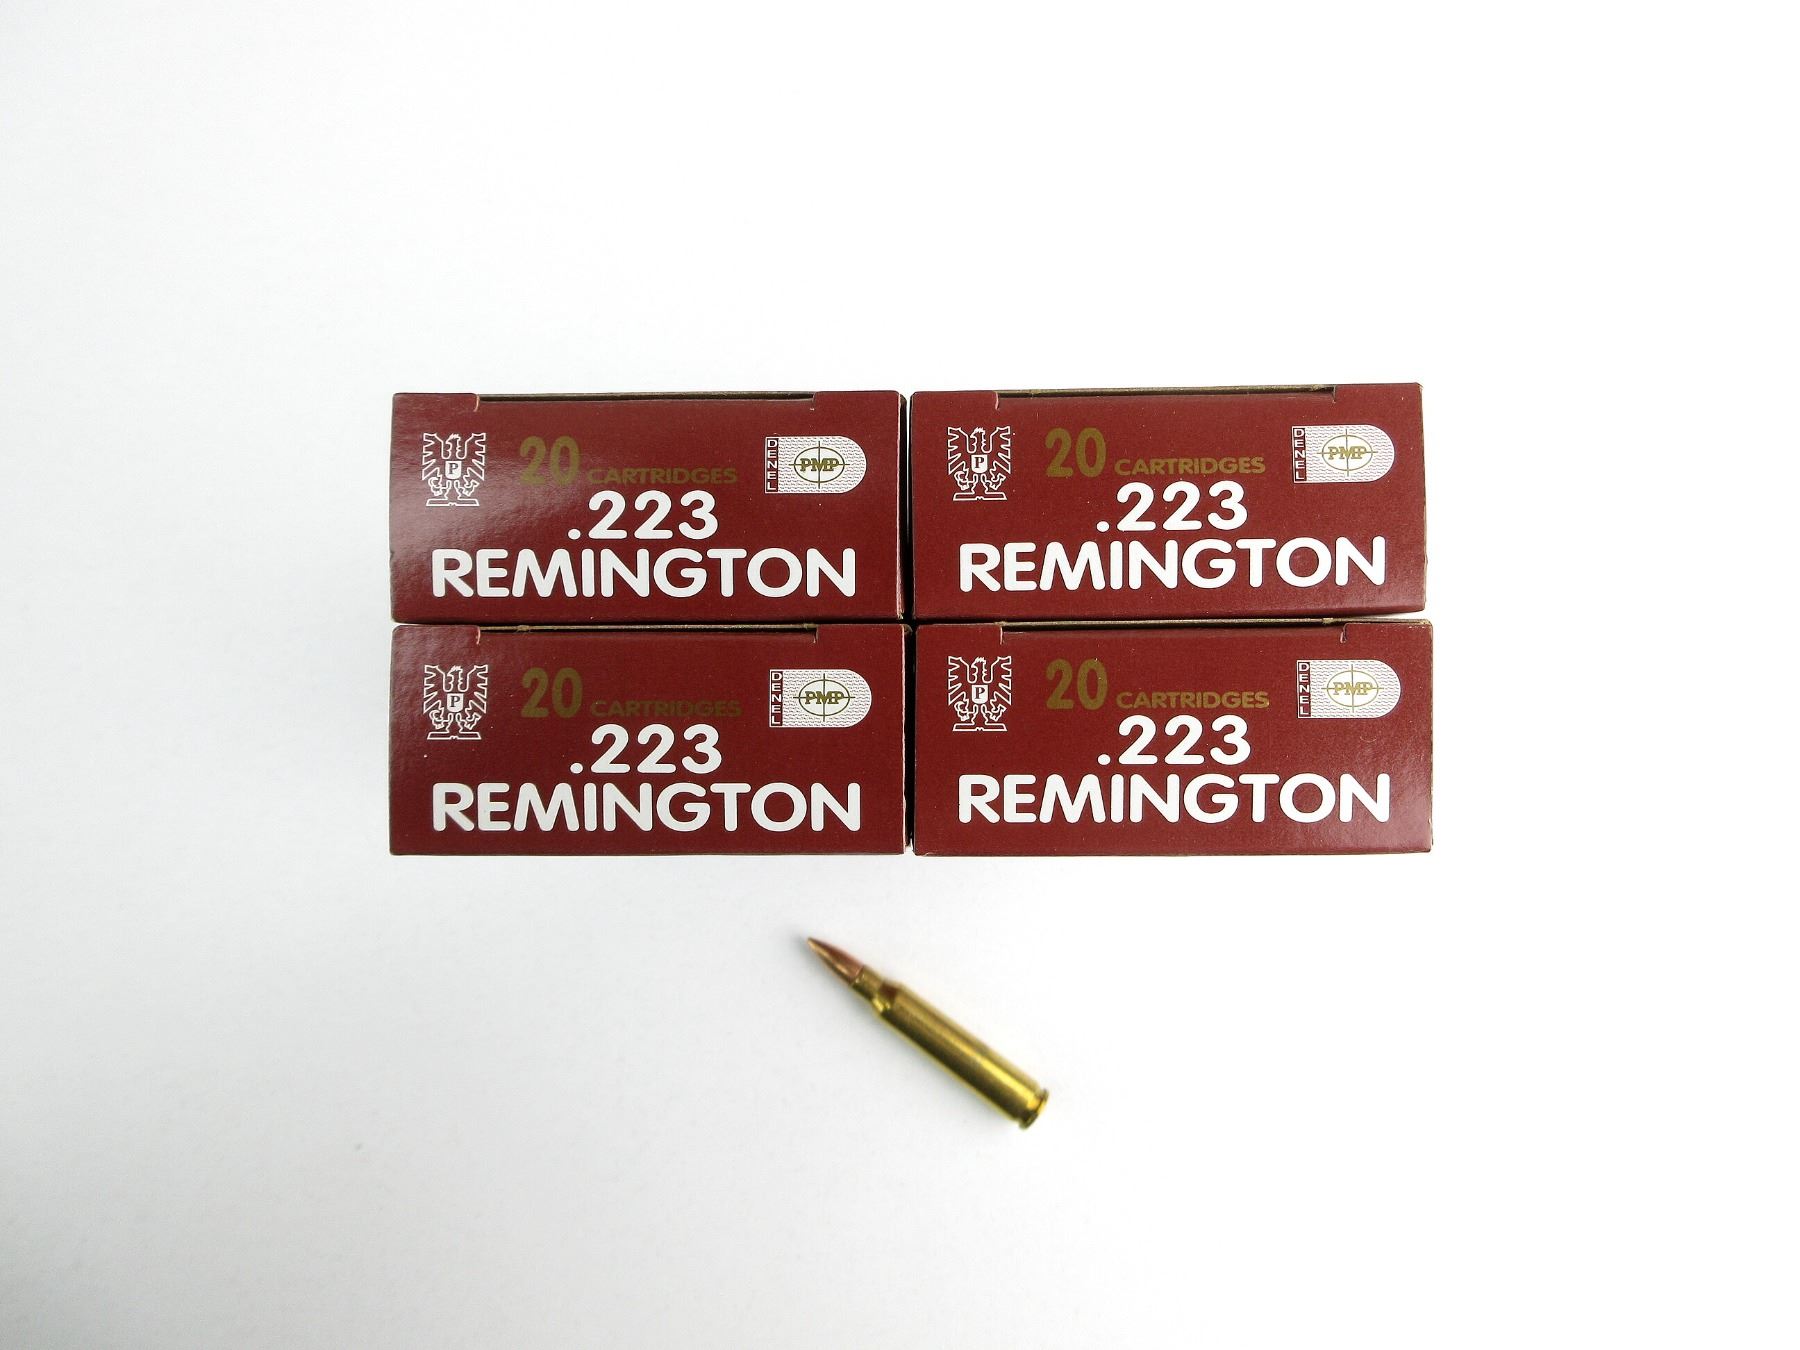 P
20 CARTRIDGES
DENEL
PMP
.223
REMINGTON
P
20 CARTRIDGES
DENEL
PMP
.223
REMINGTON
P
20 CARTRIDGES
DENEL
PMP
.223
REMINGTON
P
20 CARTRIDGES
DENEL
PMP
.223
REMINGTON